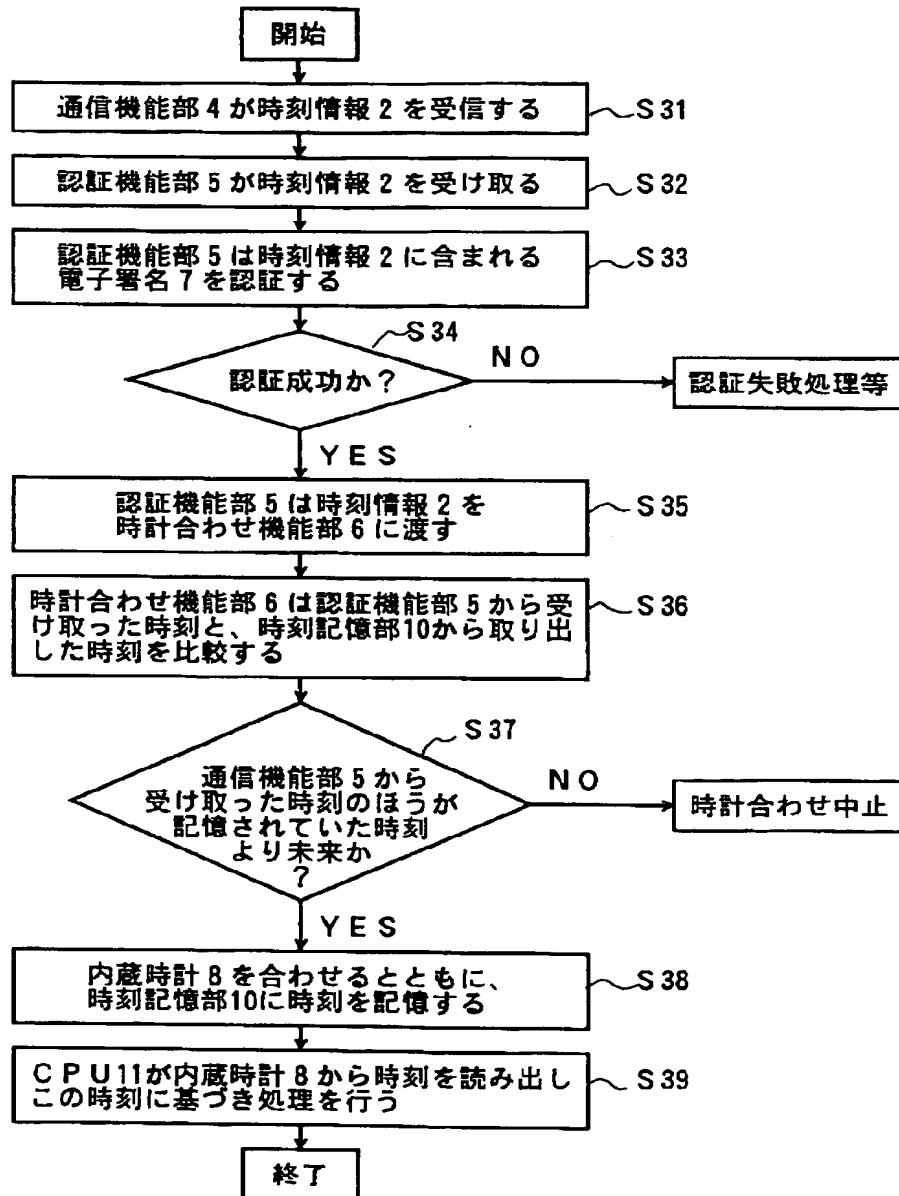 開始
通信機能部4が時刻情報2を受信する
S31
認証機能部5が時刻情報2を受け取る
S32
認証機能部5は時刻情報2に含まれる
電子署名7を認証する
S33
S34
認証成功か?
NO
認証失敗処理等
YES
認証機能部5は時刻情報2を
時計合わせ機能部6に渡す
S35
時計合わせ機能部6は認証機能部5から受
け取った時刻と、時刻記憶部10から取り出
した時刻を比較する
S36
S37
通信機能部5から
受け取った時刻のほうが
記憶されていた時刻
より未来か
?
NO
時計合わせ中止
YES
内蔵時計8を合わせるとともに、
時刻記憶部10に時刻を記憶する
S38
CPU11が内蔵時計8から時刻を読み出し
この時刻に基づき処理を行う
S39
終了